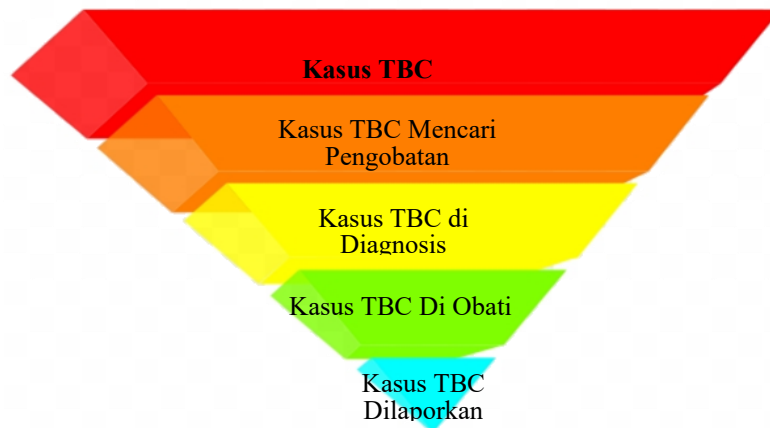 Kasus TBC
Kasus TBC Mencari
Pengobatan
Kasus TBC di
Diagnosis
Kasus TBC Di Obati
Kasus TBC
Dilaporkan